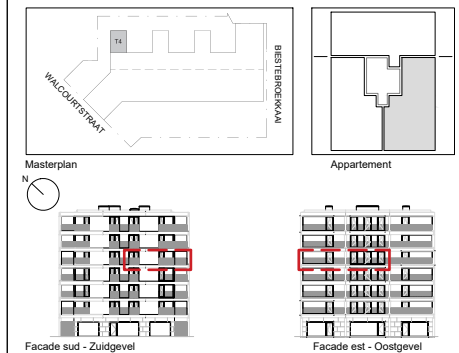 T4
WALCOURTSTRAAT
BIESTEBROEKKAAI
Masterplan
Appartement
N
Facade sud - Zuidgevel
Facade est - Oostgevel